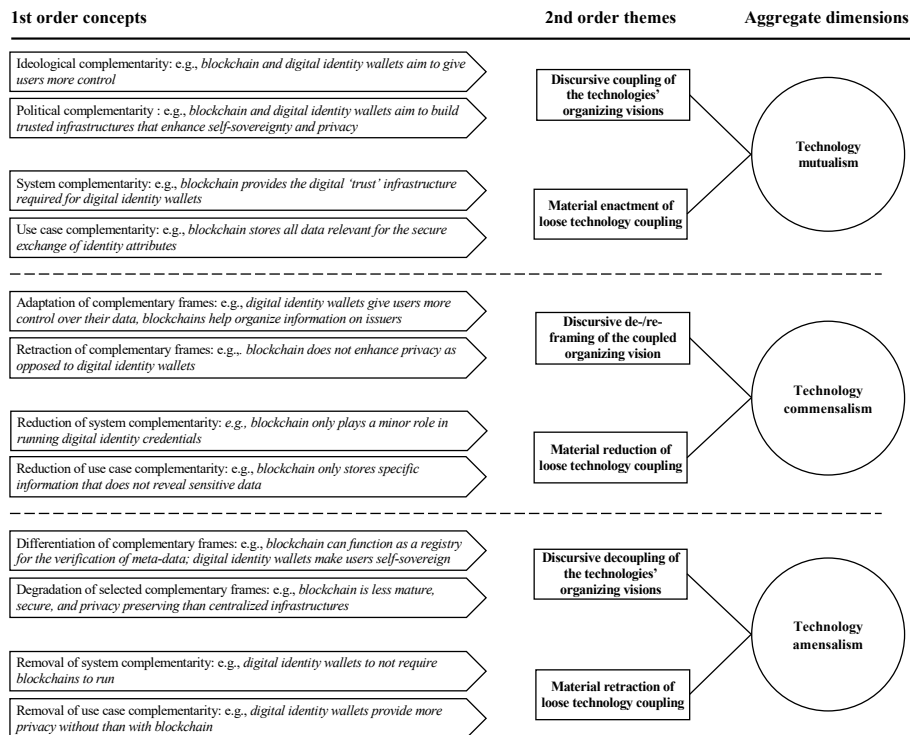 1st order concepts
2nd order themes
Aggregate dimensions
Ideological complementarity: e.g., blockchain and digital identity wallets aim to give
users more control
Political complementarity : e.g., blockchain and digital identity wallets aim to build
trusted infrastructures that enhance self-sovereignty and privacy
Discursive coupling of
the technologies'
organizing visions
System complementarity: e.g., blockchain provides the digital 'trust' infrastructure
required for digital identity wallets
Use case complementarity: e.g., blockchain stores all data relevant for the secure
exchange of identity attributes
Material enactment of
loose technology coupling
Technology
mutualism
Adaptation of complementary frames: e.g., digital identity wallets give users more
control over their data, blockchains help organize information on issuers
Retraction of complementary frames: e.g.,. blockchain does not enhance privacy as
opposed to digital identity wallets
Discursive de-/re-
framing of the coupled
organizing vision
Reduction of system complementarity: e.g., blockchain only plays a minor role in
running digital identity credentials
Reduction of use case complementarity: e.g., blockchain only stores specific
information that does not reveal sensitive data
Material reduction of
loose technology coupling
Technology
commensalism
Differentiation of complementary frames: e.g., blockchain can function as a registry
for the verification of meta-data; digital identity wallets make users self-sovereign
Degradation of selected complementary frames: e.g., blockchain is less mature,
secure, and privacy preserving than centralized infrastructures
Discursive decoupling of
the technologies'
organizing visions
Removal of system complementarity: e.g., digital identity wallets to not require
blockchains to run
Removal of use case complementarity: e.g., digital identity wallets provide more
privacy without than with blockchain
Material retraction of
loose technology coupling
Technology
amensalism